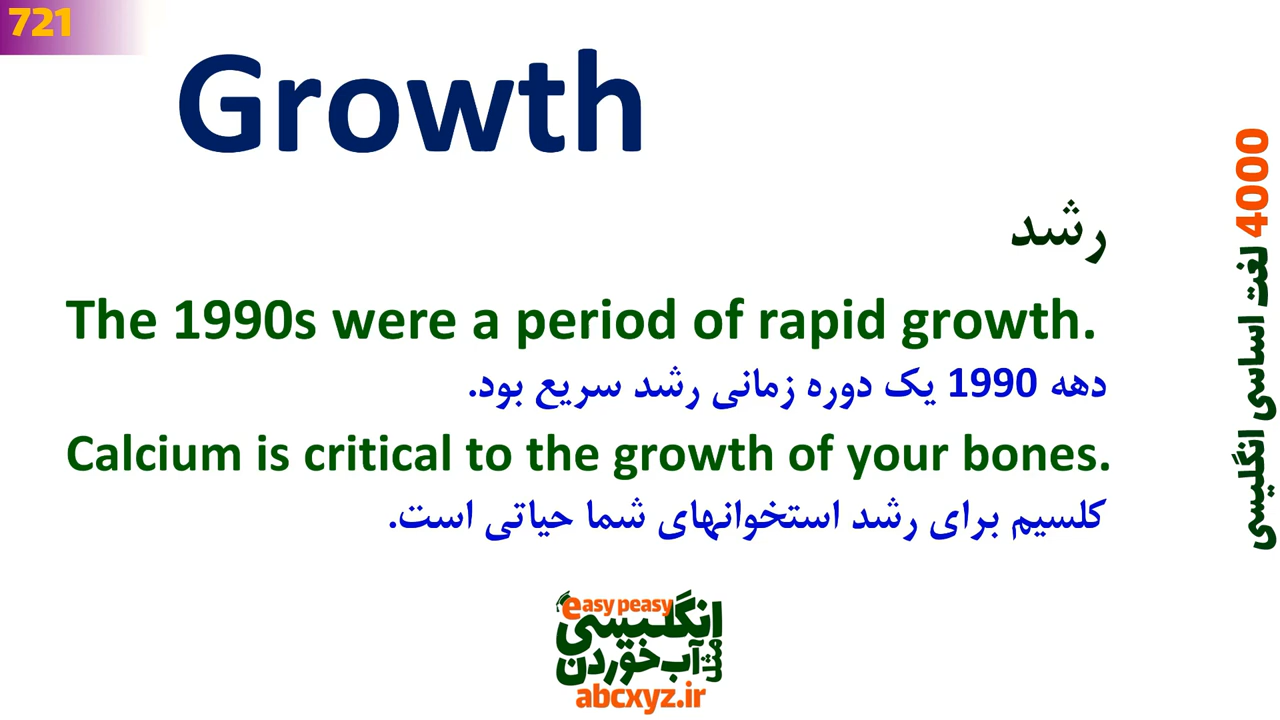 721
Growth
رشد
The 1990s were a period of rapid growth.
دهه 1990 یک دوره زمانی رشد سریع بود.
Calcium is critical to the growth of your bones.
کلسیم برای رشد استخوانهای شما حیاتی است.
4000 لغت اساسی انگلیسی
easy peasy
انگلیسی
مثل آب خوردن
abcxyz.ir